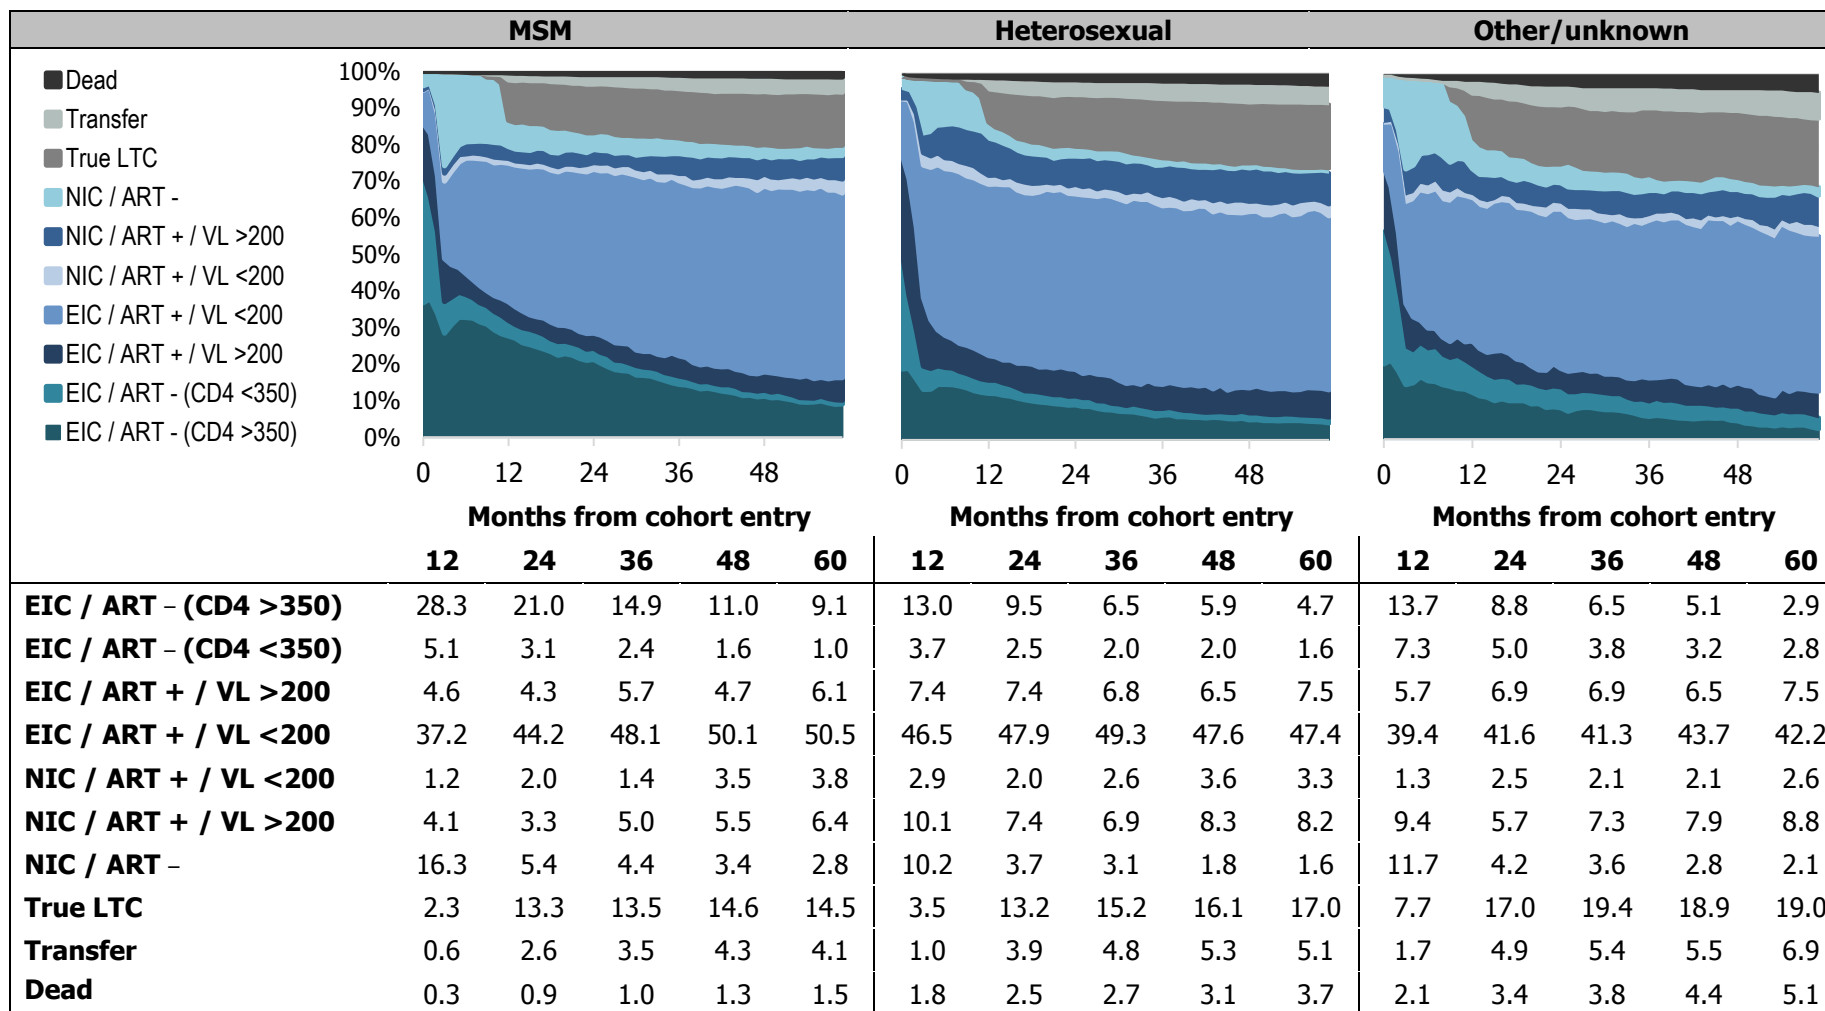 MSM Heterosexual Other/unknown
Dead
Transfer
True LTC
NIC / ART -
NIC / ART + / VL >200
NIC / ART + / VL <200
EIC / ART + / VL <200
EIC / ART + / VL >200
EIC / ART - (CD4 <350)
EIC / ART - (CD4 >350)
100%
90%
80%
70%
60%
50%
40%
30%
20%
10%
0%
0 12 24 36 48 0 12 24 36 48 0 12 24 36 48
Months from cohort entry Months from cohort entry Months from cohort entry
12 24 36 48 60 12 24 36 48 60 12 24 36 48 60
EIC / ART – (CD4 >350) 28.3 21.0 14.9 11.0 9.1 13.0 9.5 6.5 5.9 4.7 13.7 8.8 6.5 5.1 2.9
EIC / ART – (CD4 <350) 5.1 3.1 2.4 1.6 1.0 3.7 2.5 2.0 2.0 1.6 7.3 5.0 3.8 3.2 2.8
EIC / ART + / VL >200 4.6 4.3 5.7 4.7 6.1 7.4 7.4 6.8 6.5 7.5 5.7 6.9 6.9 6.5 7.5
EIC / ART + / VL <200 37.2 44.2 48.1 50.1 50.5 46.5 47.9 49.3 47.6 47.4 39.4 41.6 41.3 43.7 42.2
NIC / ART + / VL <200 1.2 2.0 1.4 3.5 3.8 2.9 2.0 2.6 3.6 3.3 1.3 2.5 2.1 2.1 2.6
NIC / ART + / VL >200 4.1 3.3 5.0 5.5 6.4 10.1 7.4 6.9 8.3 8.2 9.4 5.7 7.3 7.9 8.8
NIC / ART – 16.3 5.4 4.4 3.4 2.8 10.2 3.7 3.1 1.8 1.6 11.7 4.2 3.6 2.8 2.1
True LTC 2.3 13.3 13.5 14.6 14.5 3.5 13.2 15.2 16.1 17.0 7.7 17.0 19.4 18.9 19.0
Transfer 0.6 2.6 3.5 4.3 4.1 1.0 3.9 4.8 5.3 5.1 1.7 4.9 5.4 5.5 6.9
Dead 0.3 0.9 1.0 1.3 1.5 1.8 2.5 2.7 3.1 3.7 2.1 3.4 3.8 4.4 5.1